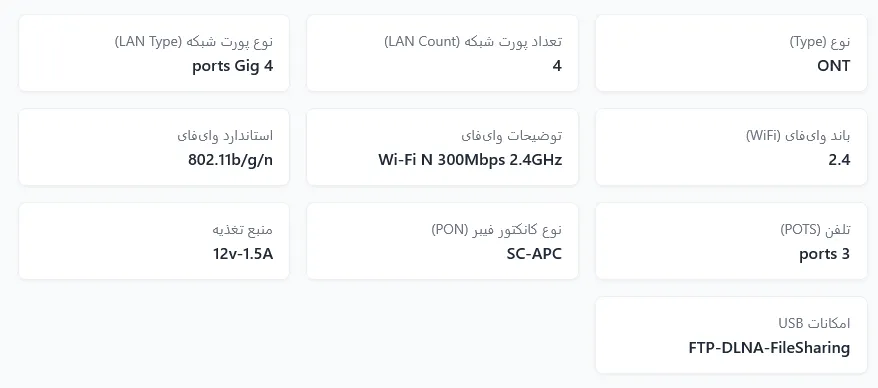 نوع (Type)
ONT
تعداد پورت شبکه (LAN Count)
4
نوع پورت شبکه (LAN Type)
4 ports Gig
باند وای‌فای (WiFi)
2.4
توضیحات وای‌فای
Wi-Fi N 300Mbps 2.4GHz
استاندارد وای‌فای
802.11b/g/n
تلفن (POTS)
3 ports
نوع کانکتور فیبر (PON)
SC-APC
منبع تغذیه
12v-1.5A
امکانات USB
FTP-DLNA-FileSharing